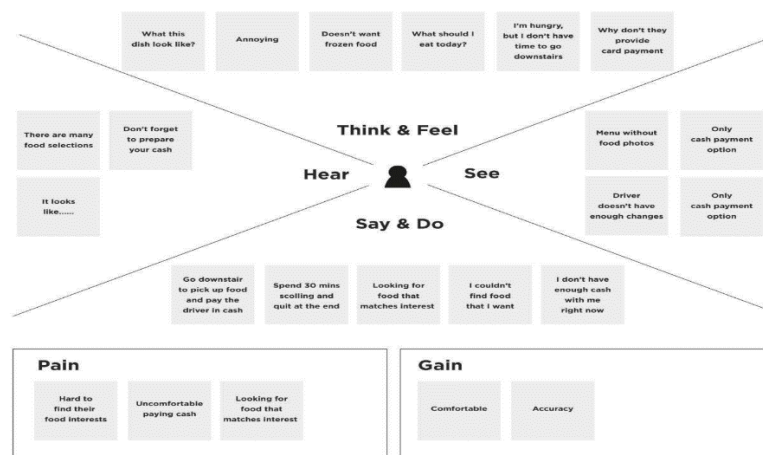 What this
dish look like?
Annoying
Doesn't want
frozen food
What should I
eat today?
I'm hungry,
but I don't have
time to go
downstairs
Why don't they
provide
card payment
Think & Feel
There are many
food selections
Don't forget
to prepare
your cash
It looks
like......
Hear
See
Menu without
food photos
Only
cash payment
option
Driver
doesn't have
enough changes
Only
cash payment
option
Say & Do
Go downstair
to pick up food
and pay the
driver in cash
Spend 30 mins
scolling and
quit at the end
Looking for
food that
matches interest
I couldn't
find food
that I want
I don't have
enough cash
with me
right now
Pain
Hard to
find their
food interests
Uncomfortable
paying cash
Looking for
food that
matches interest
Gain
Comfortable
Accuracy